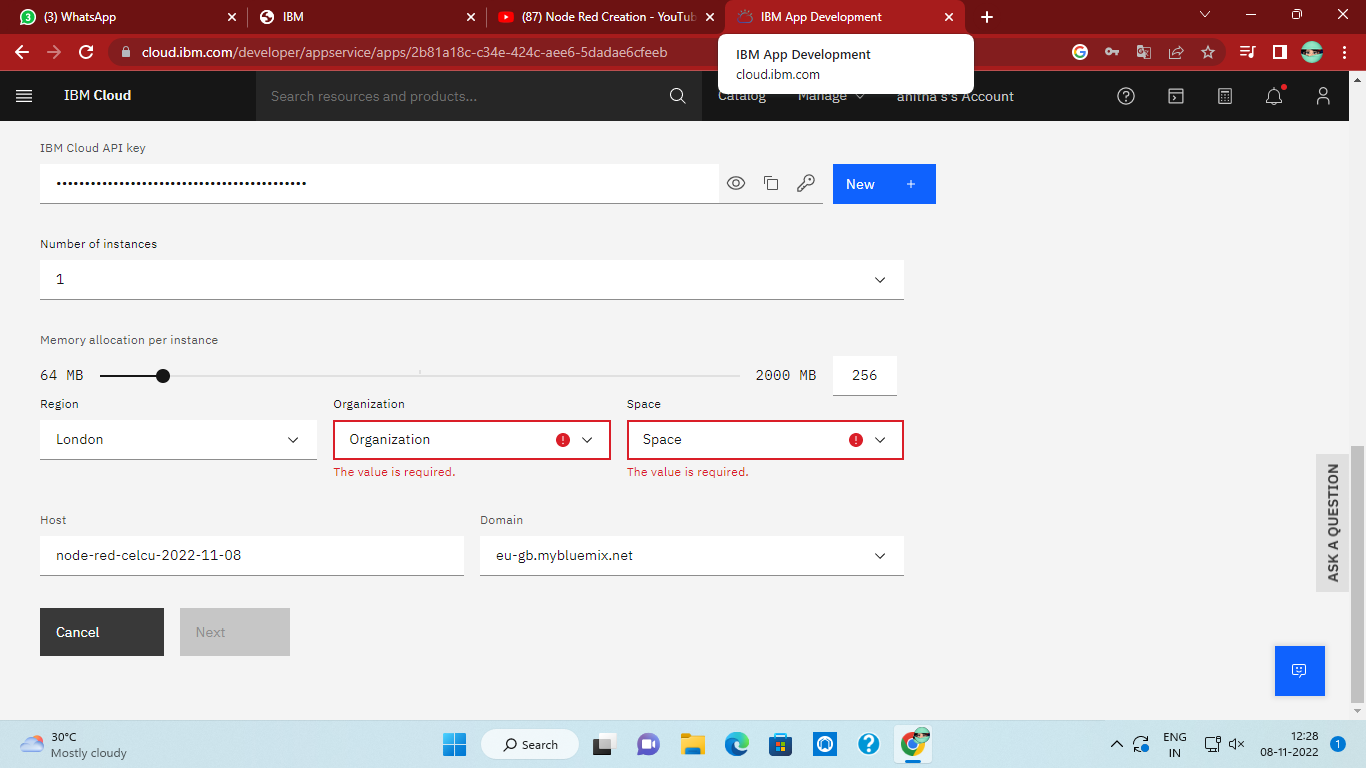 (3) WhatsApp
IBM
(87) Node Red Creation - YouTub
IBM App Development
cloud.ibm.com/developer/appservice/apps/2b81a18c-c34e-424c-aee6-5dadae6cfeeb
IBM App Development
cloud.ibm.com
IBM Cloud
Search resources and products...
Catalog
Manage
anitha s's Account
IBM Cloud API key
New +
Number of instances
1
Memory allocation per instance
64 MB
2000 MB
256
Region
Organization
Space
London
Organization
Space
The value is required.
The value is required.
Host
Domain
node-red-celcu-2022-11-08
eu-gb.mybluemix.net
Cancel
Next
ASK A QUESTION
30°C
Mostly cloudy
Search
ENG
IN
12:28
08-11-2022
1